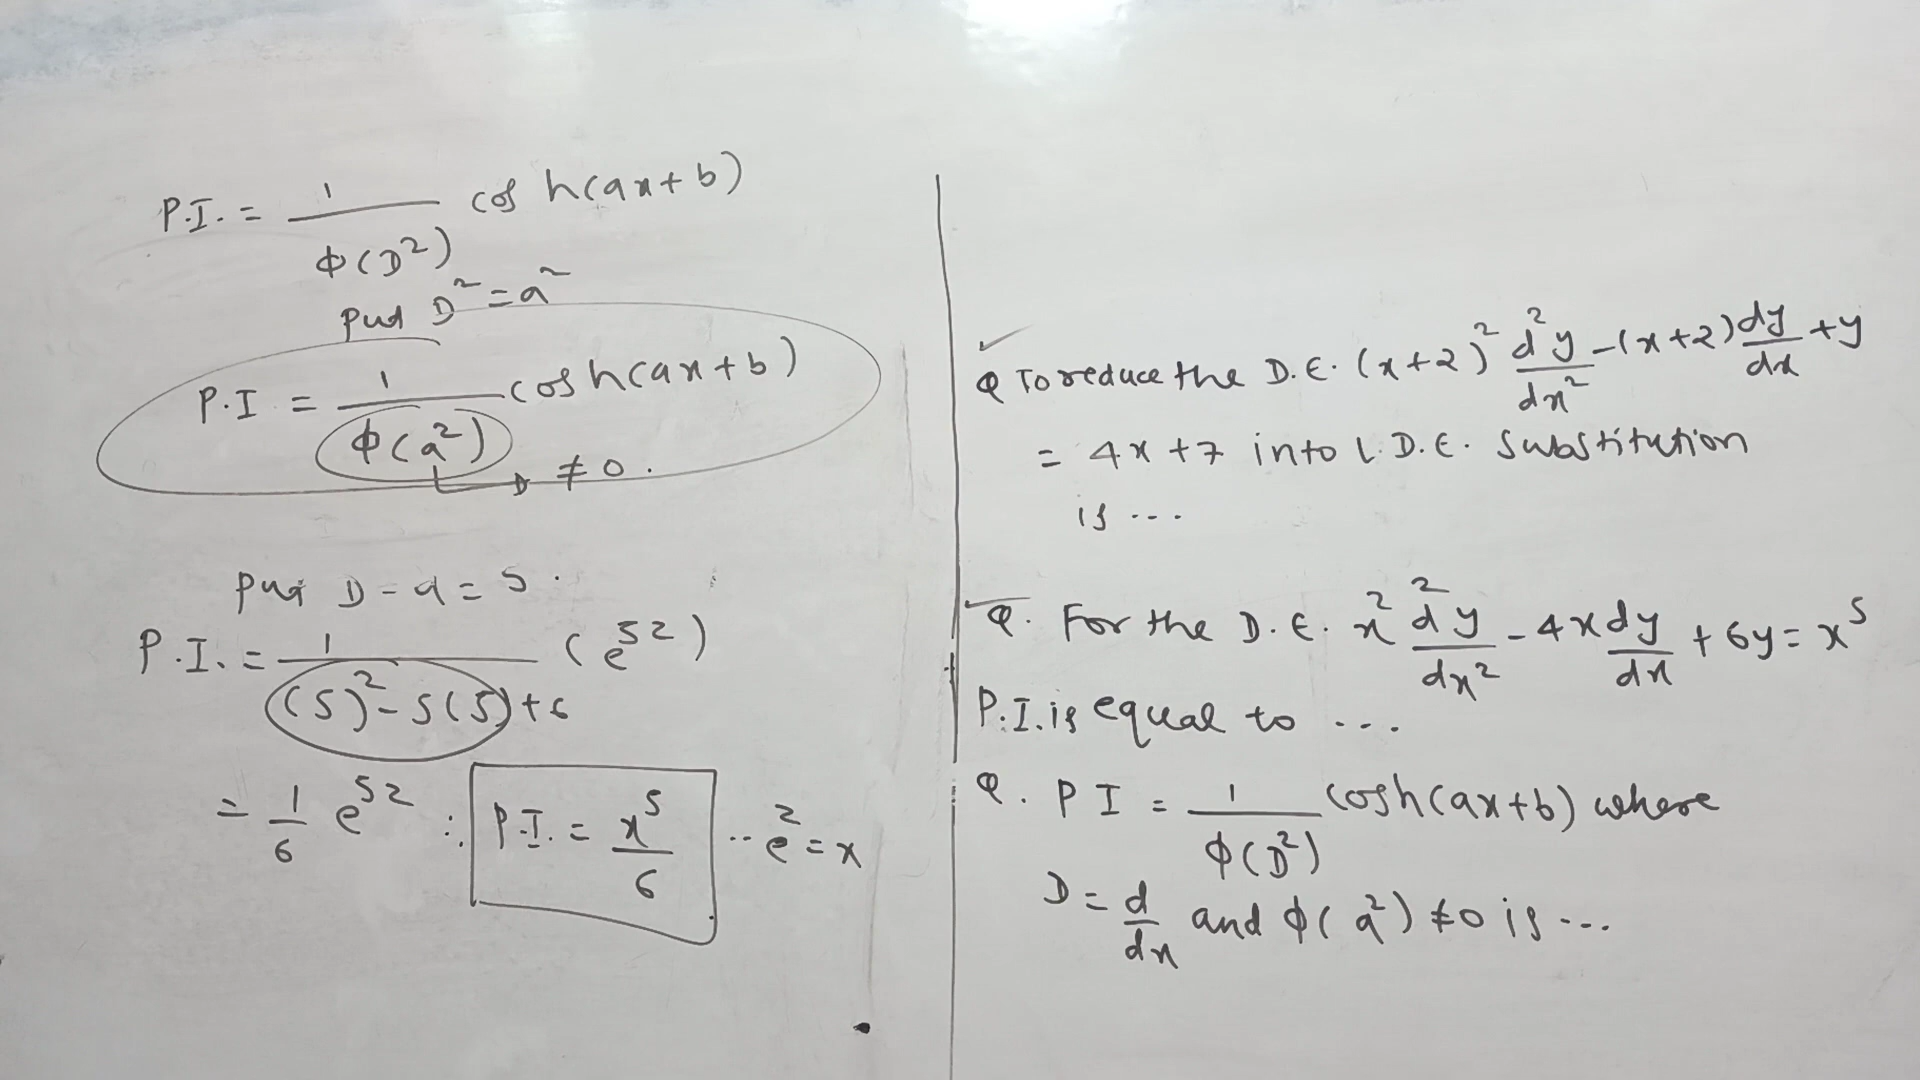 P.I. = 1/ϕ(D²) cos h(ax+b)
put D² = a²
P.I = 1/ϕ(a²) cos h(ax+b)
≠ 0.
put D = a = 5.
P.I. = 1/((5)² - 5(5)+6) (e^5z)
= 1/6 e^5z ∴ P.I. = x⁵/6 ... e^z = x
Q To reduce the D.E. (x+2)² d²y/dx² - (x+2) dy/dx + y
= 4x + 7 into L.D.E. Substitution
is ...
Q. For the D.E. x² d²y/dx² - 4x dy/dx + 6y = x⁵
P.I. is equal to ...
Q. P I = 1/ϕ(D²) cosh(ax+b) where
D = d/dx and ϕ(a²) ≠ 0 is ...